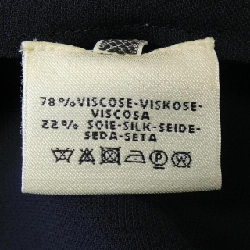 78%VISCOSE-VISKOSE-
VISCOSA
22% SOIE-SILK-SEIDE-
SEDA-SETA
P